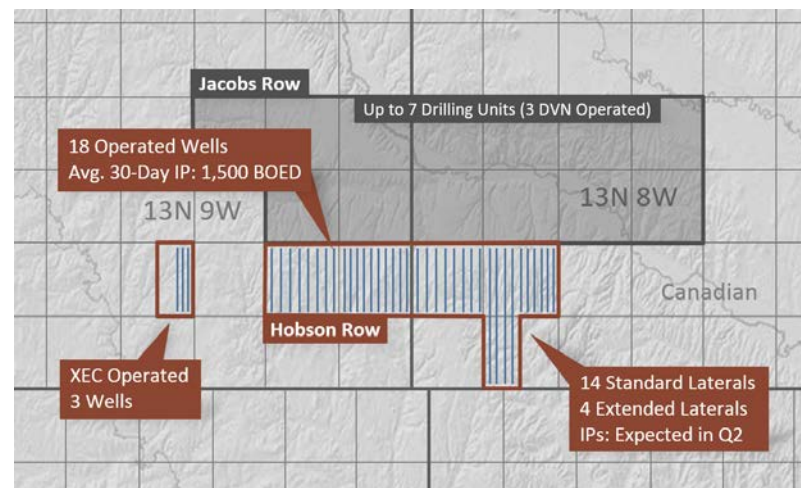 Jacobs Row
Up to 7 Drilling Units (3 DVN Operated)
18 Operated Wells
Avg. 30-Day IP: 1,500 BOED
13N 9W
13N 8W
Canadian
Hobson Row
XEC Operated
3 Wells
14 Standard Laterals
4 Extended Laterals
IPs: Expected in Q2